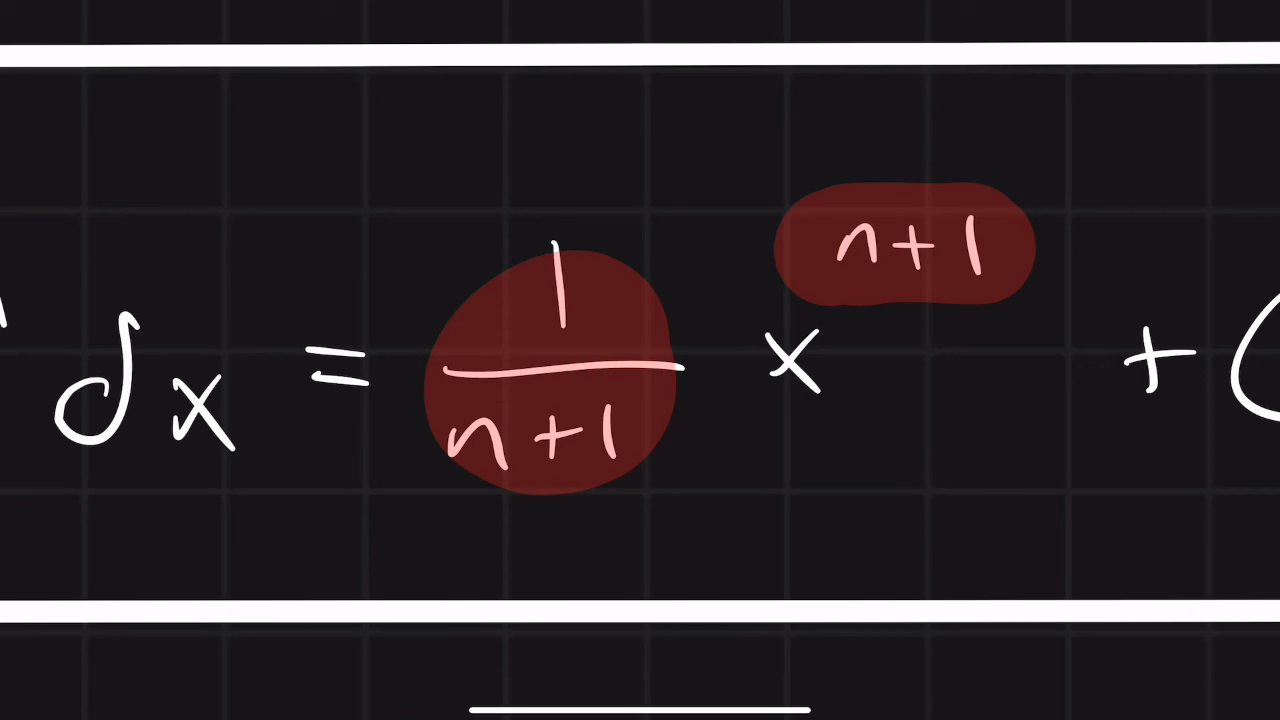 dx = 1/(n+1) x^(n+1) +